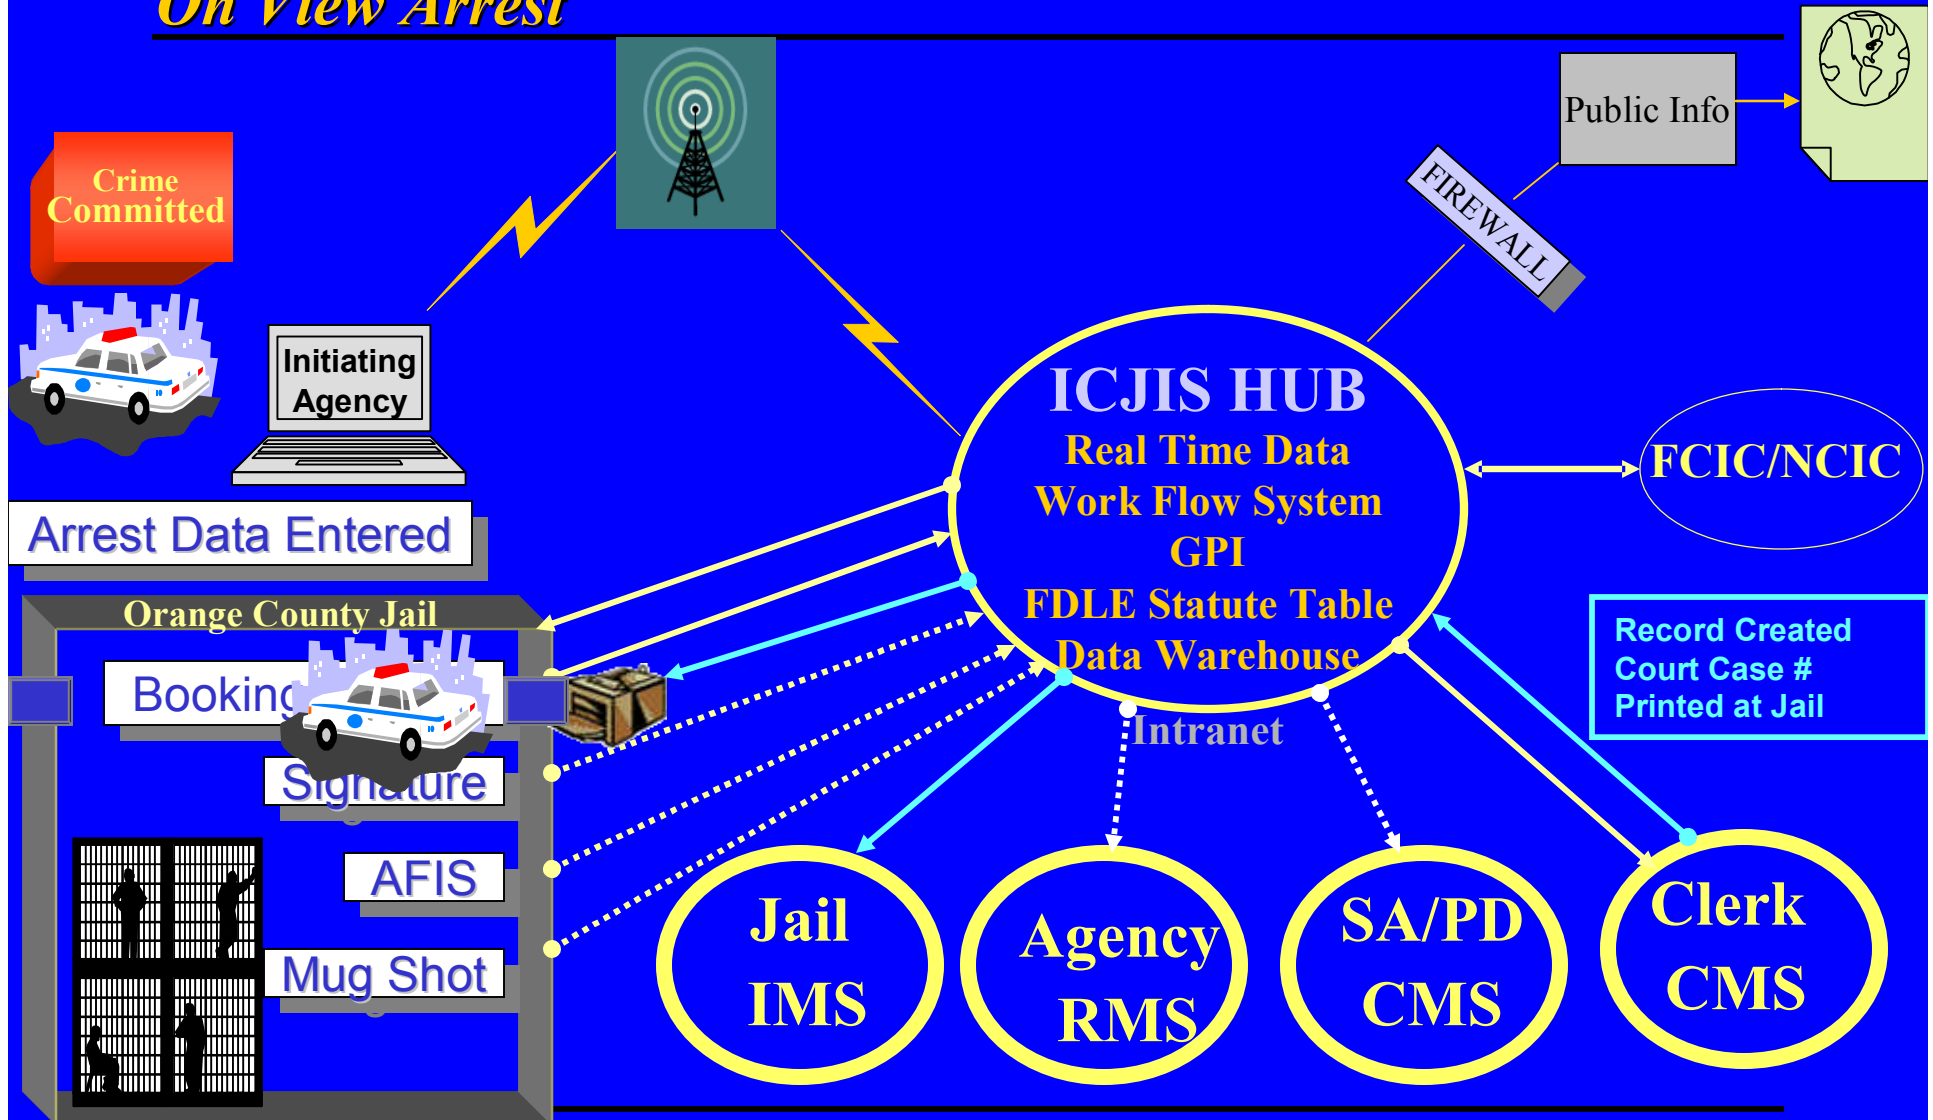 On View Arrest
Public Info
FIREWALL
Crime
Committed
Initiating
Agency
Arrest Data Entered
ICJIS HUB
Real Time Data
Work Flow System
GPI
FDLE Statute Table
Data Warehouse
Intranet
FCIC/NCIC
Record Created
Court Case #
Printed at Jail
Orange County Jail
Booking
Signature
AFIS
Mug Shot
Jail
IMS
Agency
RMS
SA/PD
CMS
Clerk
CMS